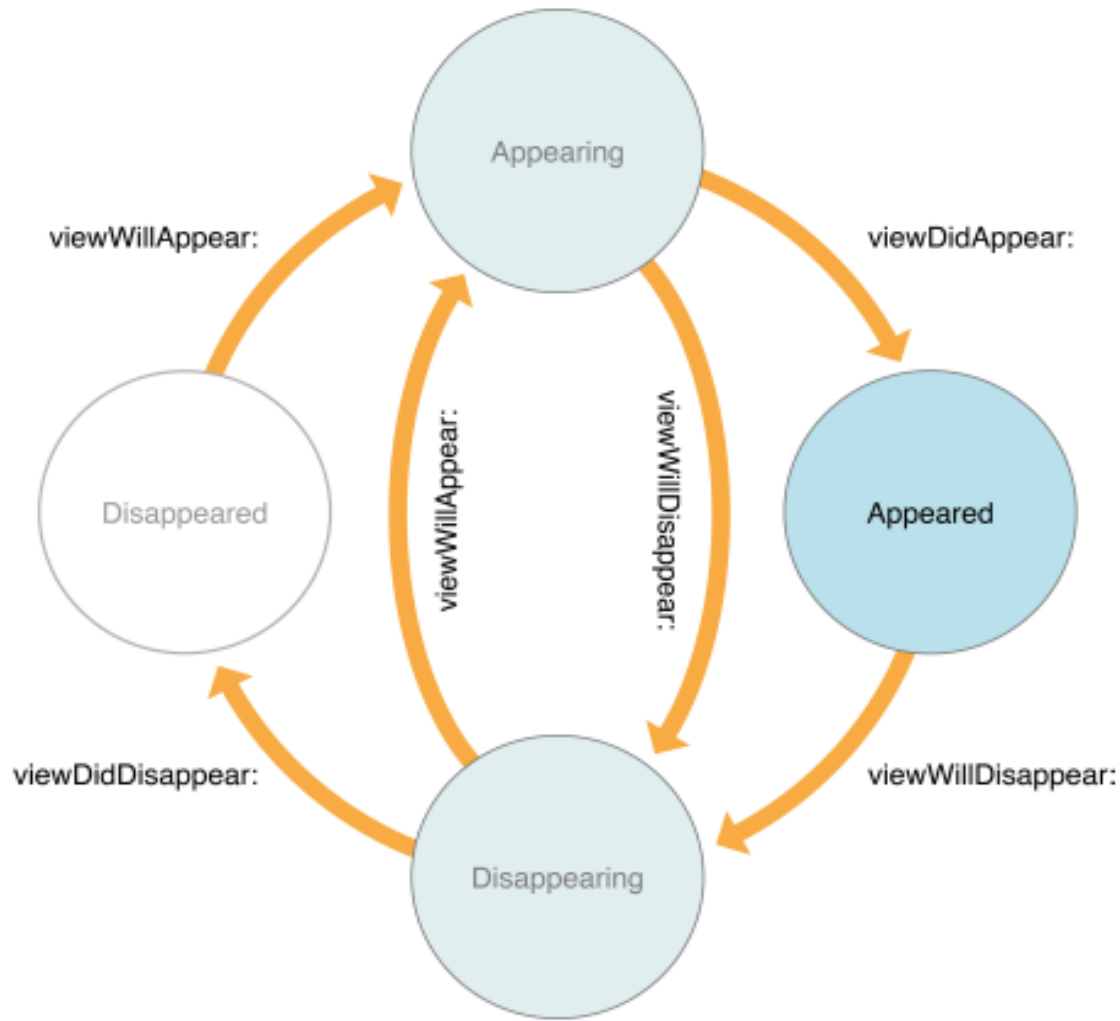 Appearing
viewWillAppear:
viewDidAppear:
viewWillAppear:
viewWillDisappear:
Disappeared
Appeared
viewDidDisappear:
viewWillDisappear:
Disappearing